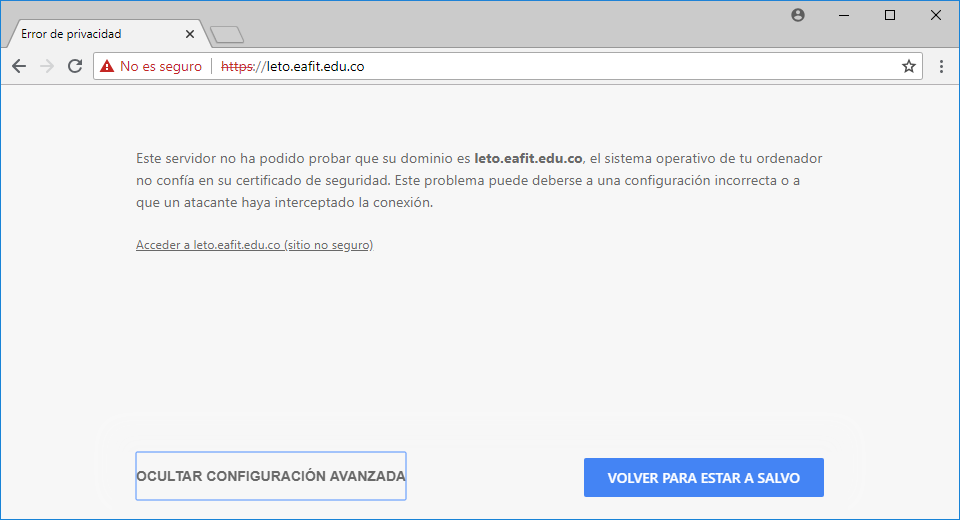 Error de privacidad
No es seguro https://leto.eafit.edu.co
Este servidor no ha podido probar que su dominio es leto.eafit.edu.co, el sistema operativo de tu ordenador
no confía en su certificado de seguridad. Este problema puede deberse a una configuración incorrecta o a
que un atacante haya interceptado la conexión.
Acceder a leto.eafit.edu.co (sitio no seguro)
OCULTAR CONFIGURACIÓN AVANZADA
VOLVER PARA ESTAR A SALVO